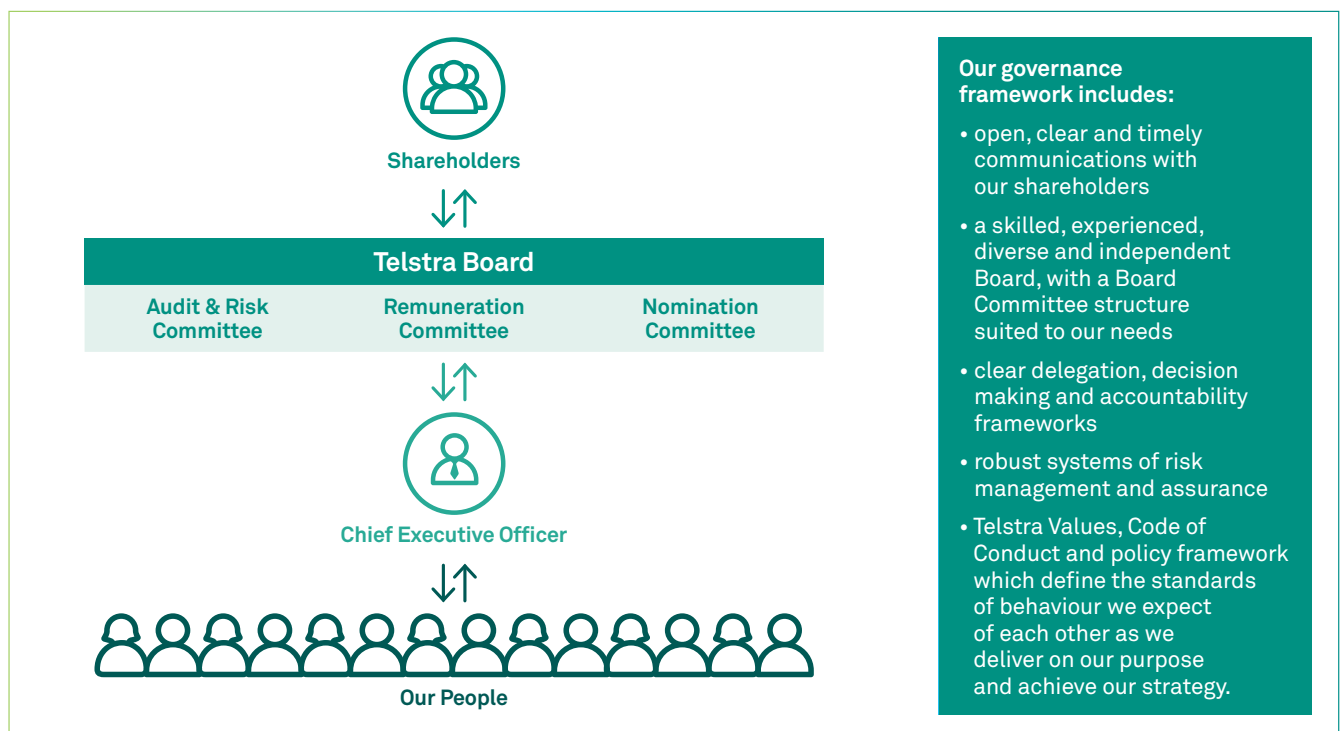 Shareholders
Telstra Board
Audit & Risk
Committee
Remuneration
Committee
Nomination
Committee
Chief Executive Officer
Our People
Our governance
framework includes:
• open, clear and timely
communications with
our shareholders
• a skilled, experienced,
diverse and independent
Board, with a Board
Committee structure
suited to our needs
• clear delegation, decision
making and accountability
frameworks
• robust systems of risk
management and assurance
• Telstra Values, Code of
Conduct and policy framework
which define the standards
of behaviour we expect
of each other as we
deliver on our purpose
and achieve our strategy.